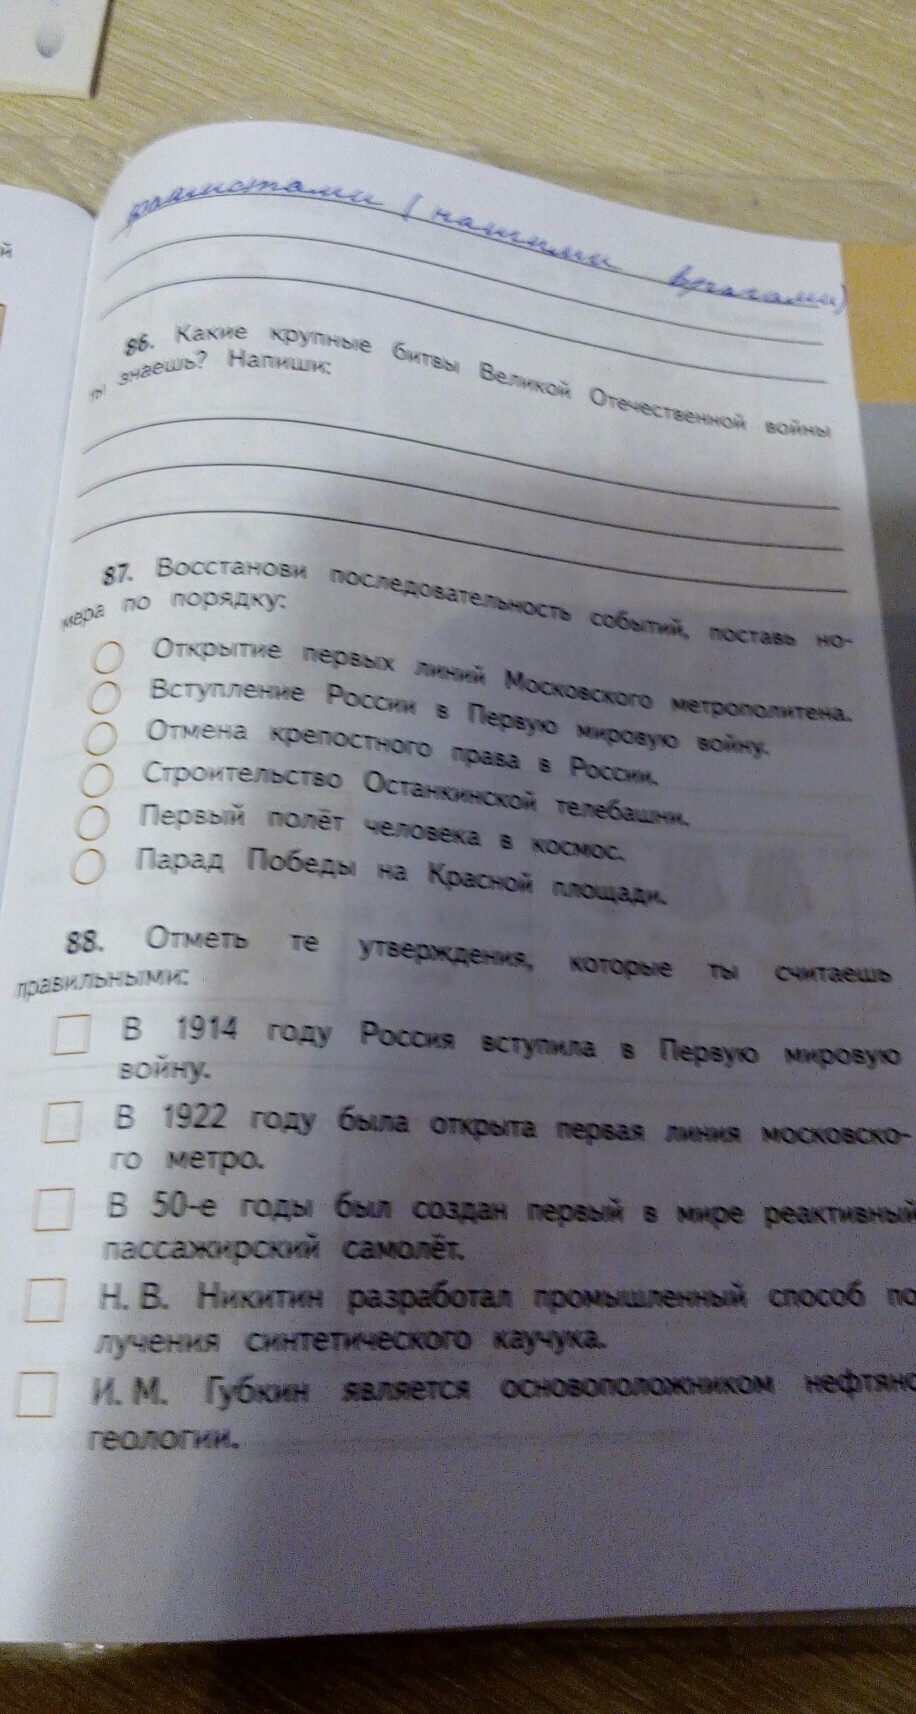 фашистами (нашими врагами)
86. Какие крупные битвы Великой Отечественной войны
ты знаешь? Напиши:
87. Восстанови последовательность событий, поставь но-
мера по порядку:
Открытие первых линий Московского метрополитена.
Вступление России в Первую мировую войну.
Отмена крепостного права в России.
Строительство Останкинской телебашни.
Первый полёт человека в космос.
Парад Победы на Красной площади.
88. Отметь те утверждения, которые ты считаешь
правильными:
В 1914 году Россия вступила в Первую мировую
войну.
В 1922 году была открыта первая линия московско-
го метро.
В 50-е годы был создан первый в мире реактивный
пассажирский самолёт.
Н. В. Никитин разработал промышленный способ по
лучения синтетического каучука.
И. М. Губкин является основоположником нефтяно
геологии.